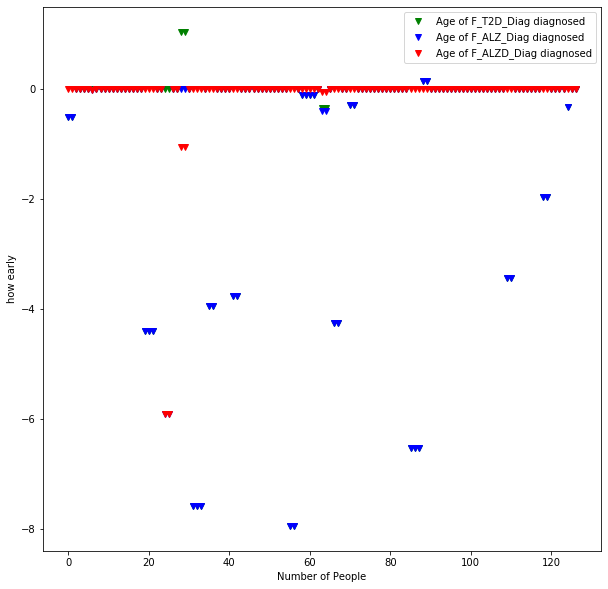 Age of F_T2D_Diag diagnosed
Age of F_ALZ_Diag diagnosed
Age of F_ALZD_Diag diagnosed
how early
0
−2
−4
−6
−8
0 20 40 60 80 100 120
Number of People